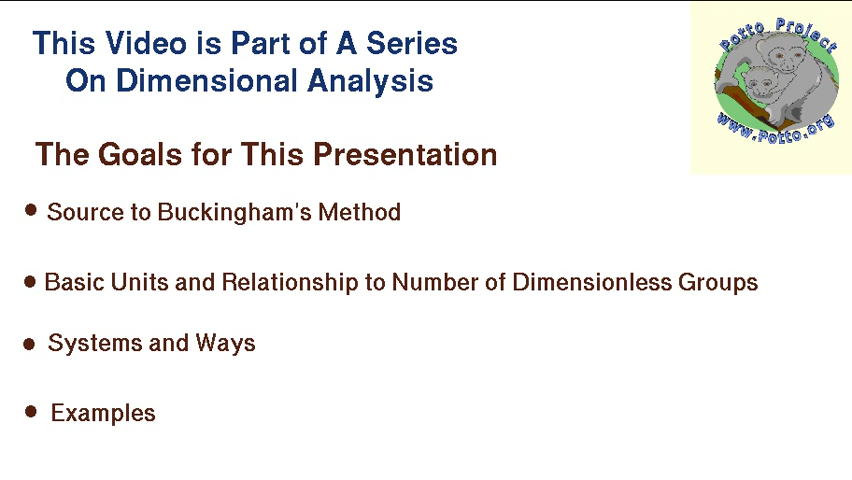 This Video is Part of A Series
On Dimensional Analysis
Potto Project
www.potto.org
The Goals for This Presentation
• Source to Buckingham's Method
• Basic Units and Relationship to Number of Dimensionless Groups
• Systems and Ways
• Examples